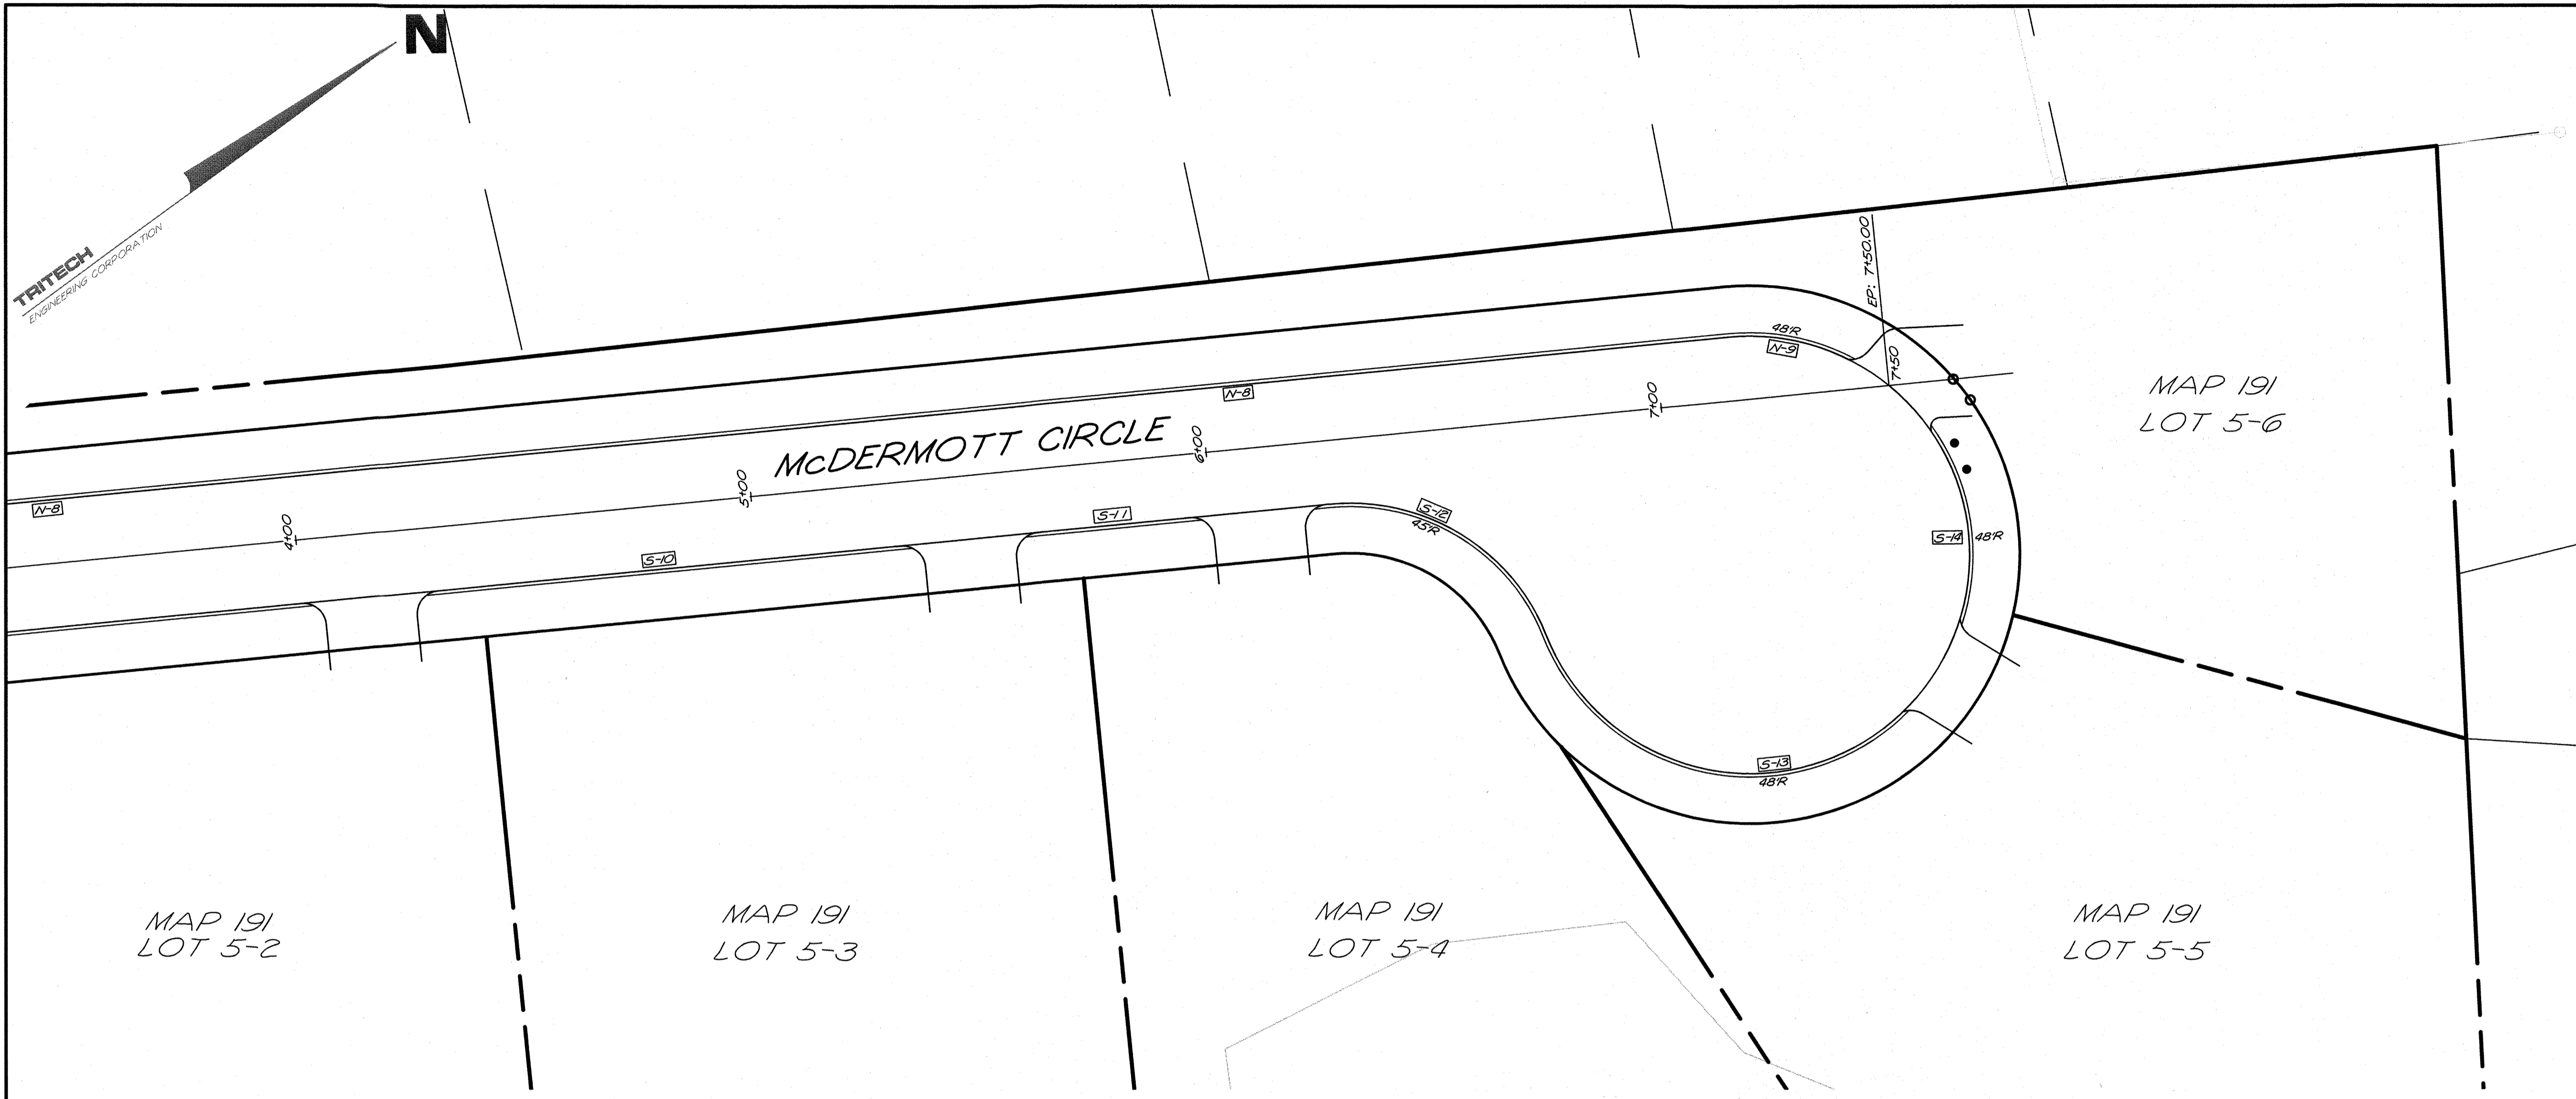 N
TRITECH
ENGINEERING CORPORATION
EP: 7+50.00
48'R
N-9
7+50
MAP 191
LOT 5-6
N-8
7+00
McDERMOTT CIRCLE
6+00
5+00
N-8
4+00
S-11
S-12
45'R
S-10
S-14
48'R
S-13
48'R
MAP 191
LOT 5-2
MAP 191
LOT 5-3
MAP 191
LOT 5-4
MAP 191
LOT 5-5